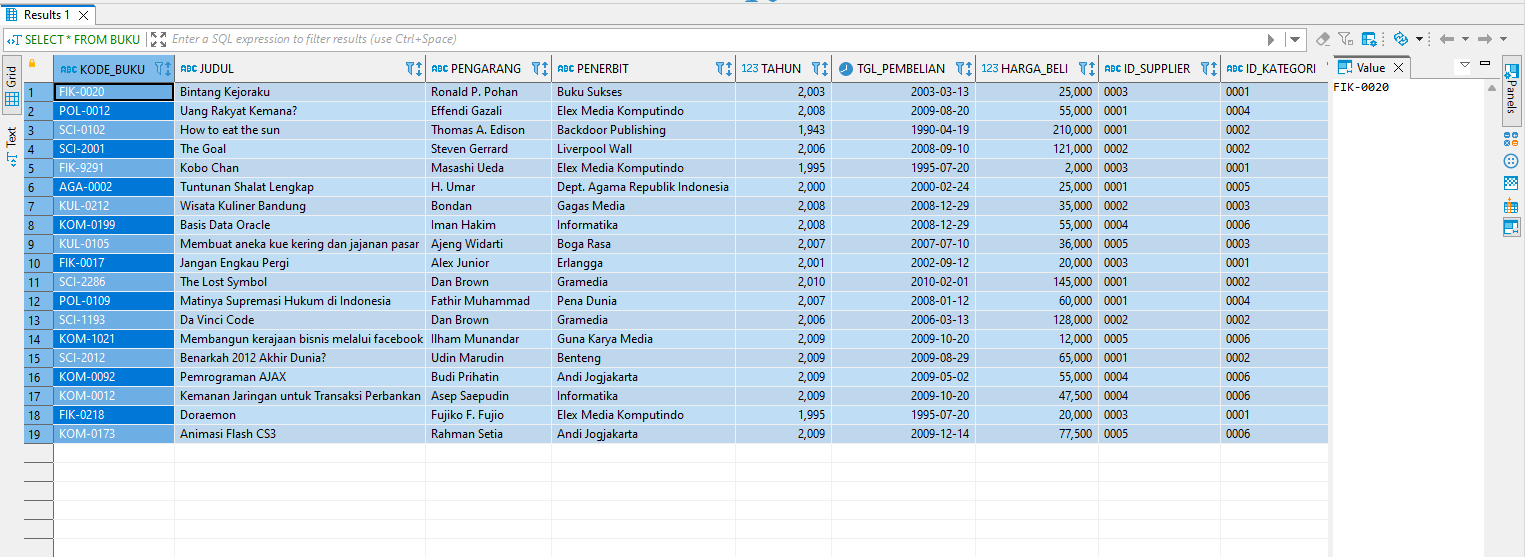 Results 1
SELECT * FROM BUKU Enter a SQL expression to filter results (use Ctrl+Space)
Grid
Text
ABC KODE_BUKU ABC JUDUL ABC PENGARANG ABC PENERBIT 123 TAHUN TGL_PEMBELIAN 123 HARGA_BELI ABC ID_SUPPLIER ABC ID_KATEGORI
1 FIK-0020 Bintang Kejoraku Ronald P. Pohan Buku Sukses 2,003 2003-03-13 25,000 0003 0001
2 POL-0012 Uang Rakyat Kemana? Effendi Gazali Elex Media Komputindo 2,008 2009-08-20 55,000 0001 0004
3 SCI-0102 How to eat the sun Thomas A. Edison Backdoor Publishing 1,943 1990-04-19 210,000 0001 0002
4 SCI-2001 The Goal Steven Gerrard Liverpool Wall 2,006 2008-09-10 121,000 0002 0002
5 FIK-9291 Kobo Chan Masashi Ueda Elex Media Komputindo 1,995 1995-07-20 2,000 0003 0001
6 AGA-0002 Tuntunan Shalat Lengkap H. Umar Dept. Agama Republik Indonesia 2,000 2000-02-24 25,000 0001 0005
7 KUL-0212 Wisata Kuliner Bandung Bondan Gagas Media 2,008 2008-12-29 35,000 0002 0003
8 KOM-0199 Basis Data Oracle Iman Hakim Informatika 2,008 2008-12-29 55,000 0004 0006
9 KUL-0105 Membuat aneka kue kering dan jajanan pasar Ajeng Widarti Boga Rasa 2,007 2007-07-10 36,000 0005 0003
10 FIK-0017 Jangan Engkau Pergi Alex Junior Erlangga 2,001 2002-09-12 20,000 0003 0001
11 SCI-2286 The Lost Symbol Dan Brown Gramedia 2,010 2010-02-01 145,000 0001 0002
12 POL-0109 Matinya Supremasi Hukum di Indonesia Fathir Muhammad Pena Dunia 2,007 2008-01-12 60,000 0001 0004
13 SCI-1193 Da Vinci Code Dan Brown Gramedia 2,006 2006-03-13 128,000 0002 0002
14 KOM-1021 Membangun kerajaan bisnis melalui facebook Ilham Munandar Guna Karya Media 2,009 2009-10-20 12,000 0005 0006
15 SCI-2012 Benarkah 2012 Akhir Dunia? Udin Marudin Benteng 2,009 2009-08-29 65,000 0001 0002
16 KOM-0092 Pemrograman AJAX Budi Prihatin Andi Jogjakarta 2,009 2009-05-02 55,000 0004 0006
17 KOM-0012 Kemanan Jaringan untuk Transaksi Perbankan Asep Saepudin Informatika 2,009 2009-10-20 47,500 0004 0006
18 FIK-0218 Doraemon Fujiko F. Fujio Elex Media Komputindo 1,995 1995-07-20 20,000 0003 0001
19 KOM-0173 Animasi Flash CS3 Rahman Setia Andi Jogjakarta 2,009 2009-12-14 77,500 0005 0006
Value
FIK-0020
Panels